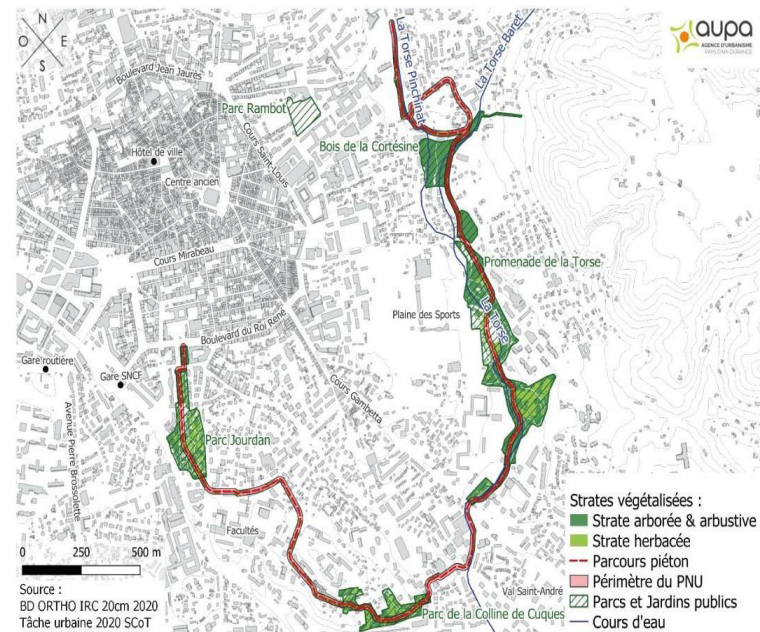 N
O E
S
aupa
AGENCE D'URBANISME
PAYS D'AIX-DURANCE
Boulevard Jean Jaurès
Parc Rambot
La Torse Pinchinat
La Torse-Baret
Hôtel de ville
Cours Saint-Louis
Bois de la Cortésine
Centre ancien
Cours Mirabeau
Promenade de la Torse
La Torse
Plaine des Sports
Boulevard du Roi René
Gare routière
Gare SNCF
Cours Gambetta
Avenue Pierre Brossolette
Parc Jourdan
Facultés
Val Saint-André
Parc de la Colline de Cuques
0 250 500 m
Source :
BD ORTHO IRC 20cm 2020
Tâche urbaine 2020 SCoT
Strates végétalisées :
Strate arborée & arbustive
Strate herbacée
Parcours piéton
Périmètre du PNU
Parcs et Jardins publics
Cours d'eau